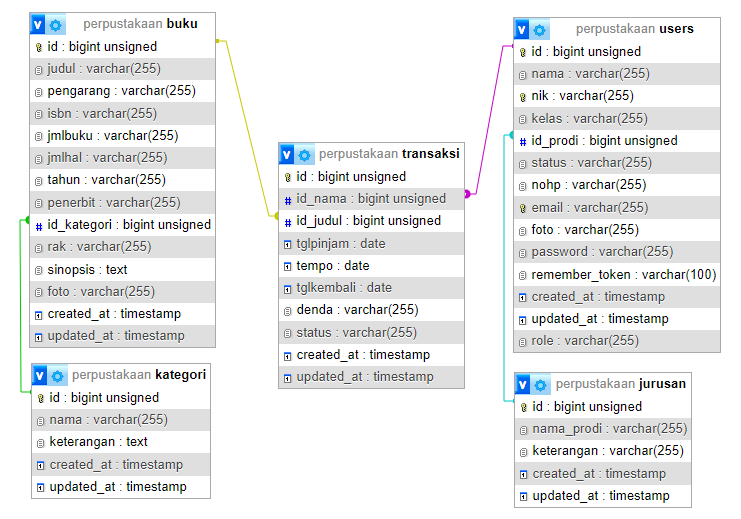 perpustakaan buku
id : bigint unsigned
judul : varchar(255)
pengarang : varchar(255)
isbn : varchar(255)
jmlbuku : varchar(255)
jmlhal : varchar(255)
tahun : varchar(255)
penerbit : varchar(255)
id_kategori : bigint unsigned
rak : varchar(255)
sinopsis : text
foto : varchar(255)
created_at : timestamp
updated_at : timestamp
perpustakaan kategori
id : bigint unsigned
nama : varchar(255)
keterangan : text
created_at : timestamp
updated_at : timestamp
perpustakaan transaksi
id : bigint unsigned
id_nama : bigint unsigned
id_judul : bigint unsigned
tglpinjam : date
tempo : date
tglkembali : date
denda : varchar(255)
status : varchar(255)
created_at : timestamp
updated_at : timestamp
perpustakaan users
id : bigint unsigned
nama : varchar(255)
nik : varchar(255)
kelas : varchar(255)
id_prodi : bigint unsigned
status : varchar(255)
nohp : varchar(255)
email : varchar(255)
foto : varchar(255)
password : varchar(255)
remember_token : varchar(100)
created_at : timestamp
updated_at : timestamp
role : varchar(255)
perpustakaan jurusan
id : bigint unsigned
nama_prodi : varchar(255)
keterangan : varchar(255)
created_at : timestamp
updated_at : timestamp